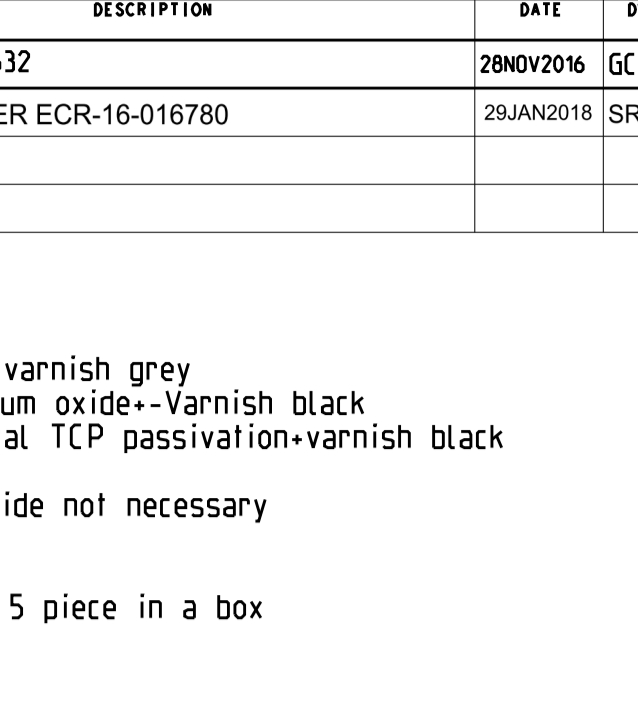 DESCRIPTION DATE
632 28NOV2016 GC
ER ECR-16-016780 29JAN2018 SR
varnish grey
um oxide+-Varnish black
al TCP passivation+varnish black
ide not necessary
5 piece in a box